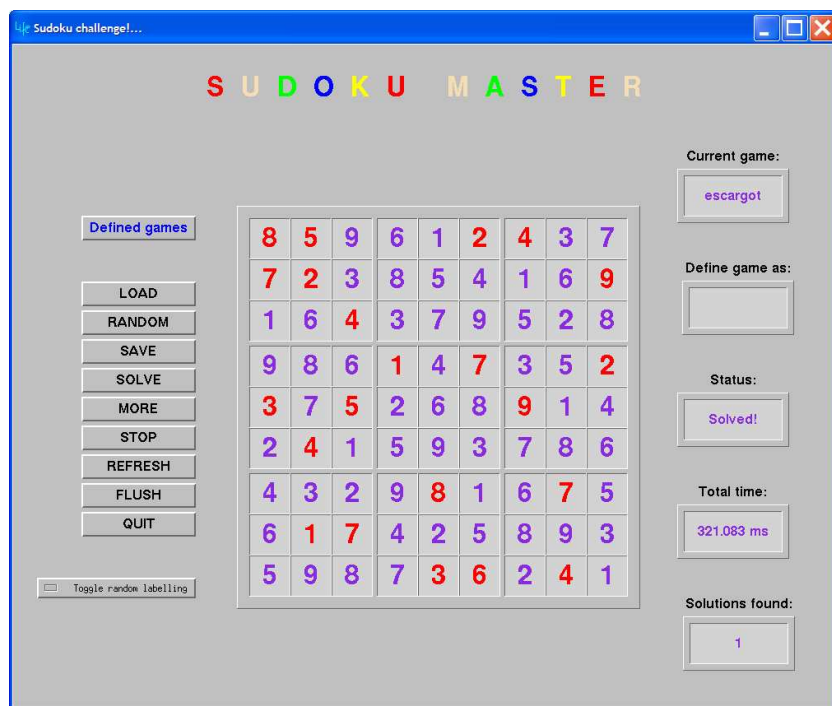 Sudoku challenge!...
SUDOKU MASTER
Current game:
escargot
Defined games
Define game as:
LOAD
RANDOM
SAVE
SOLVE
MORE
STOP
REFRESH
FLUSH
QUIT
Toggle random labelling
8 5 9 6 1 2 4 3 7
7 2 3 8 5 4 1 6 9
1 6 4 3 7 9 5 2 8
9 8 6 1 4 7 3 5 2
3 7 5 2 6 8 9 1 4
2 4 1 5 9 3 7 8 6
4 3 2 9 8 1 6 7 5
6 1 7 4 2 5 8 9 3
5 9 8 7 3 6 2 4 1
Status:
Solved!
Total time:
321.083 ms
Solutions found:
1